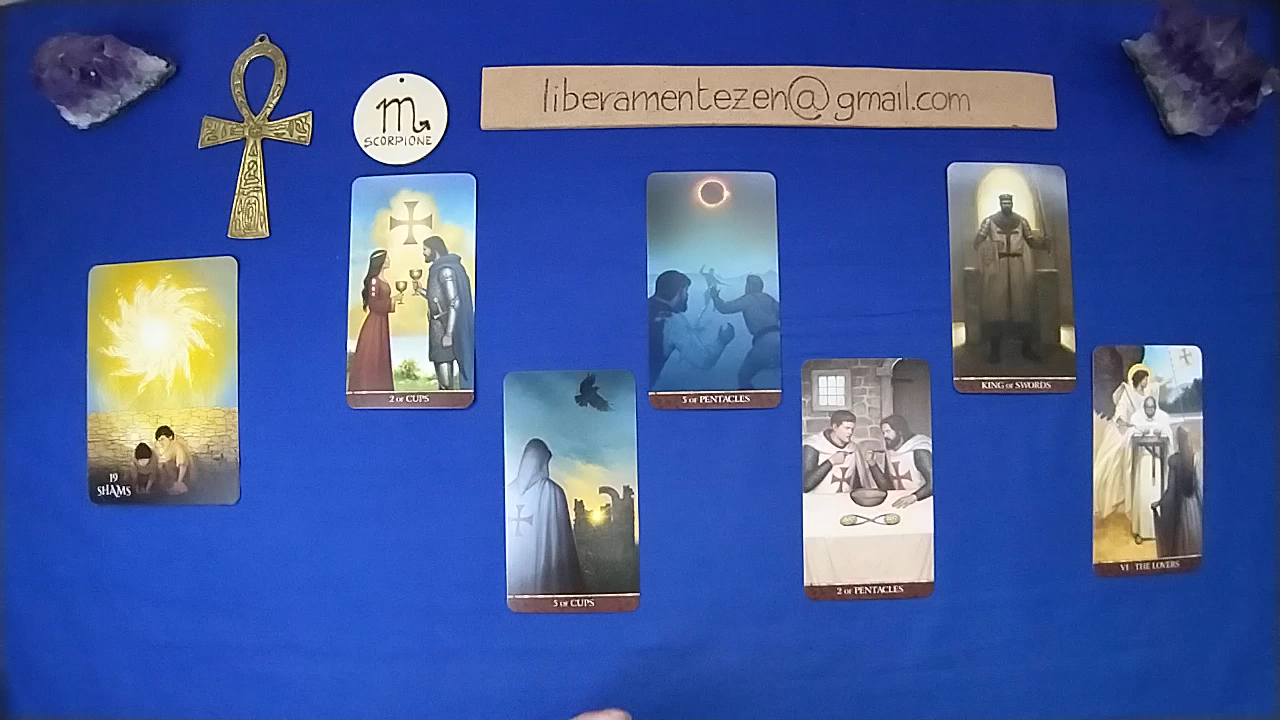 liberamentezen@gmail.com
SCORPIONE
19
SHAMS
2 OF CUPS
5 OF CUPS
5 OF PENTACLES
2 OF PENTACLES
KING OF SWORDS
VI THE LOVERS